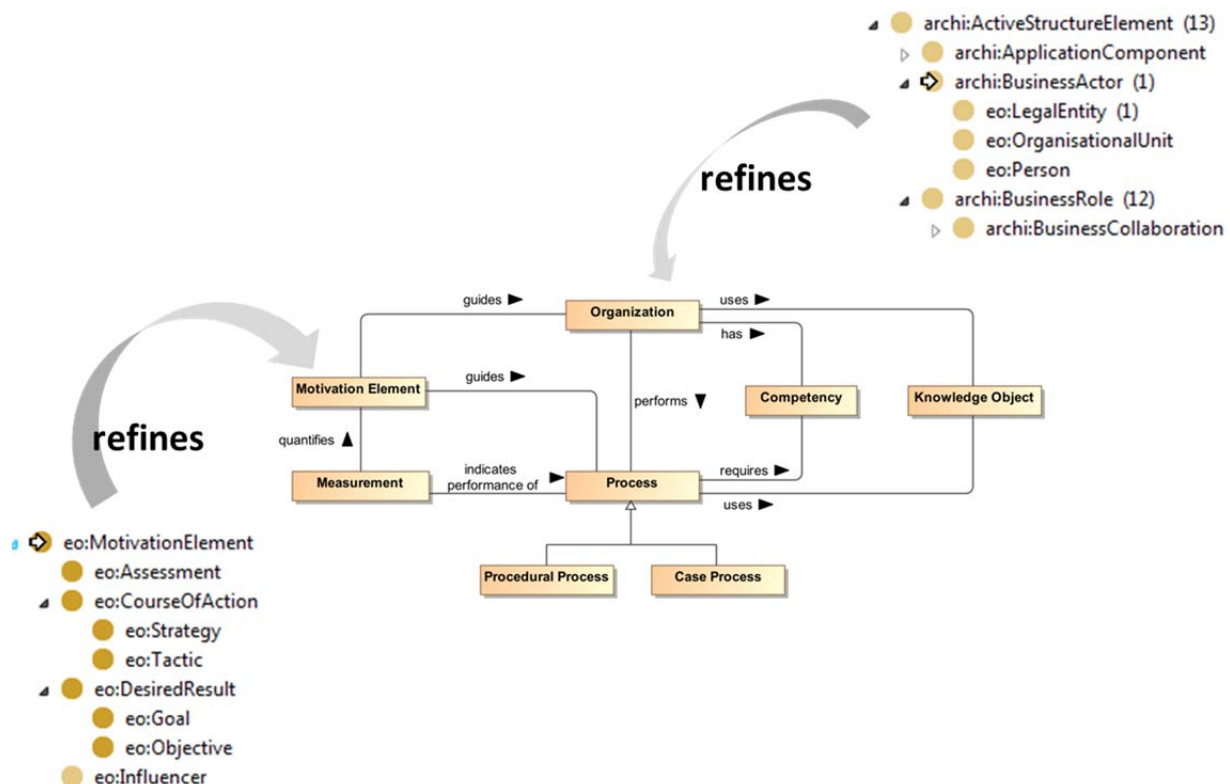 archi:ActiveStructureElement (13)
archi:ApplicationComponent
archi:BusinessActor (1)
eo:LegalEntity (1)
eo:OrganisationalUnit
eo:Person
archi:BusinessRole (12)
archi:BusinessCollaboration
refines
guides
Organization
uses
has
Motivation Element
guides
performs
Competency
Knowledge Object
refines
quantifies
Measurement
indicates
performance of
Process
requires
uses
Procedural Process
Case Process
eo:MotivationElement
eo:Assessment
eo:CourseOfAction
eo:Strategy
eo:Tactic
eo:DesiredResult
eo:Goal
eo:Objective
eo:Influencer